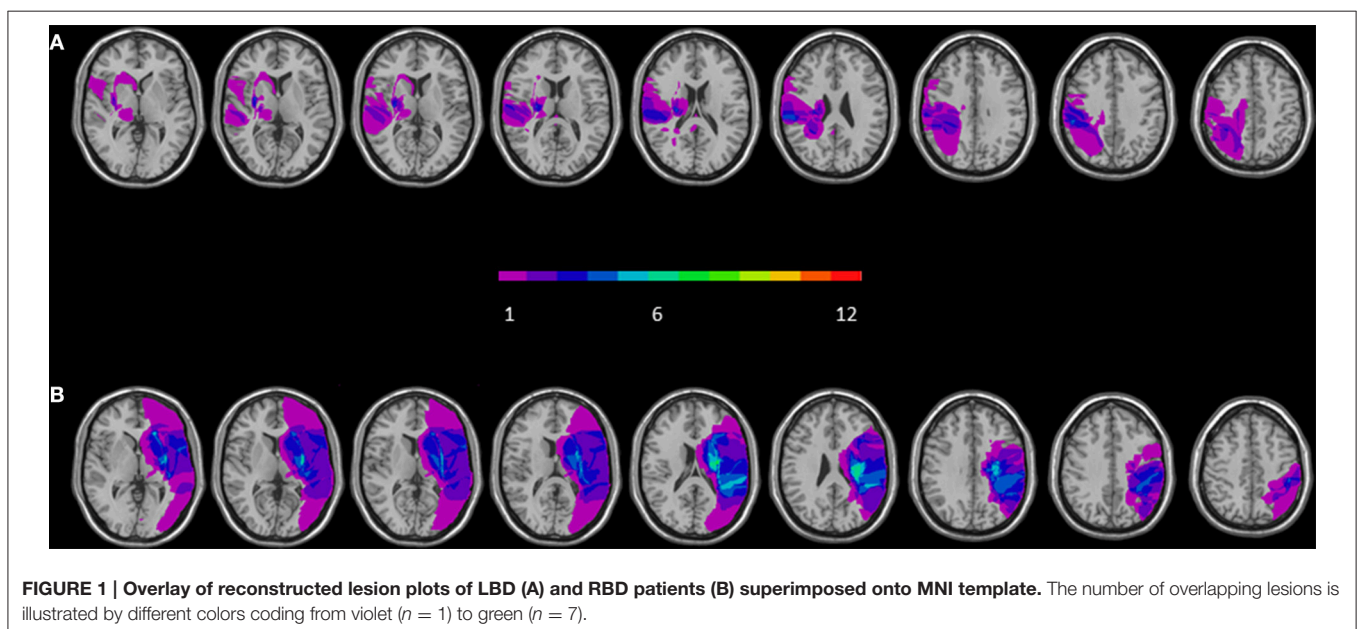 A
1 6 12
B
FIGURE 1 | Overlay of reconstructed lesion plots of LBD (A) and RBD patients (B) superimposed onto MNI template. The number of overlapping lesions is
illustrated by different colors coding from violet (n = 1) to green (n = 7).